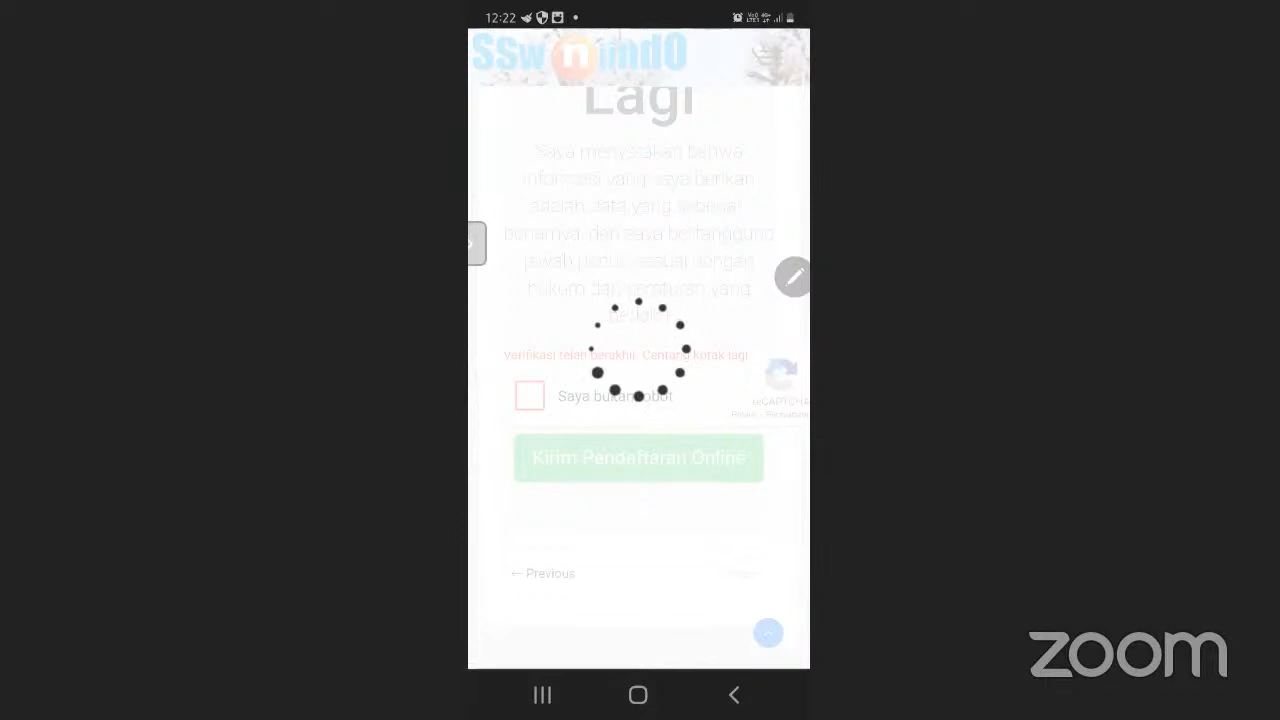 12:22
SSw nimdO
Lagi
Saya menyatakan bahwa
informasi yang saya berikan
adalah data yang sebenar
benarnya, dan saya bertanggung
jawab penuh sesuai dengan
hukum dan peraturan yang
berlaku
Verifikasi telah berakhir. Centang kotak lagi
Saya bukan robot
reCAPTCHA
Kirim Pendaftaran Online
← Previous
zoom